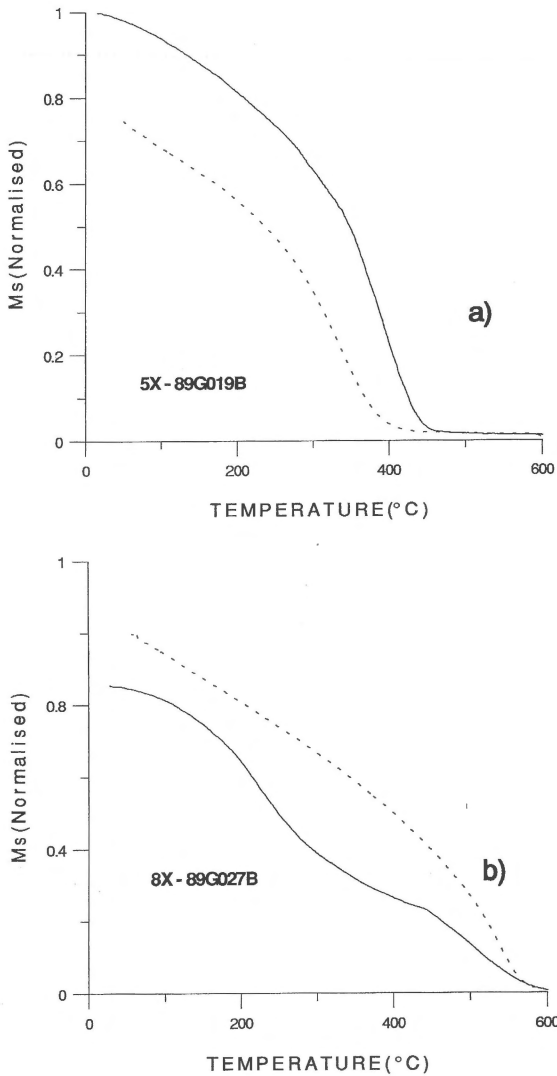 1
0.8
0.6
0.4
0.2
0
Ms(Normalised)
a)
5X - 89G019B
0 200 400 600
TEMPERATURE(°C)
1
0.8
0.4
0
Ms(Normalised)
b)
8X - 89G027B
0 200 400 600
TEMPERATURE(°C)